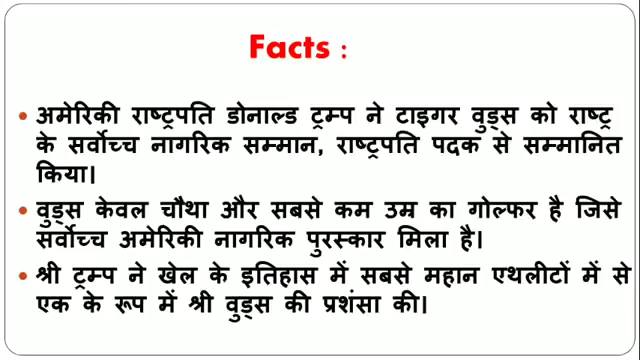 Facts :
• अमेरिकी राष्ट्रपति डोनाल्ड ट्रम्प ने टाइगर वुड्स को राष्ट्र
के सर्वोच्च नागरिक सम्मान, राष्ट्रपति पदक से सम्मानित
किया।
• वुड्स केवल चौथा और सबसे कम उम्र का गोल्फर है जिसे
सर्वोच्च अमेरिकी नागरिक पुरस्कार मिला है।
• श्री ट्रम्प ने खेल के इतिहास में सबसे महान एथलीटों में से
एक के रूप में श्री वुड्स की प्रशंसा की।